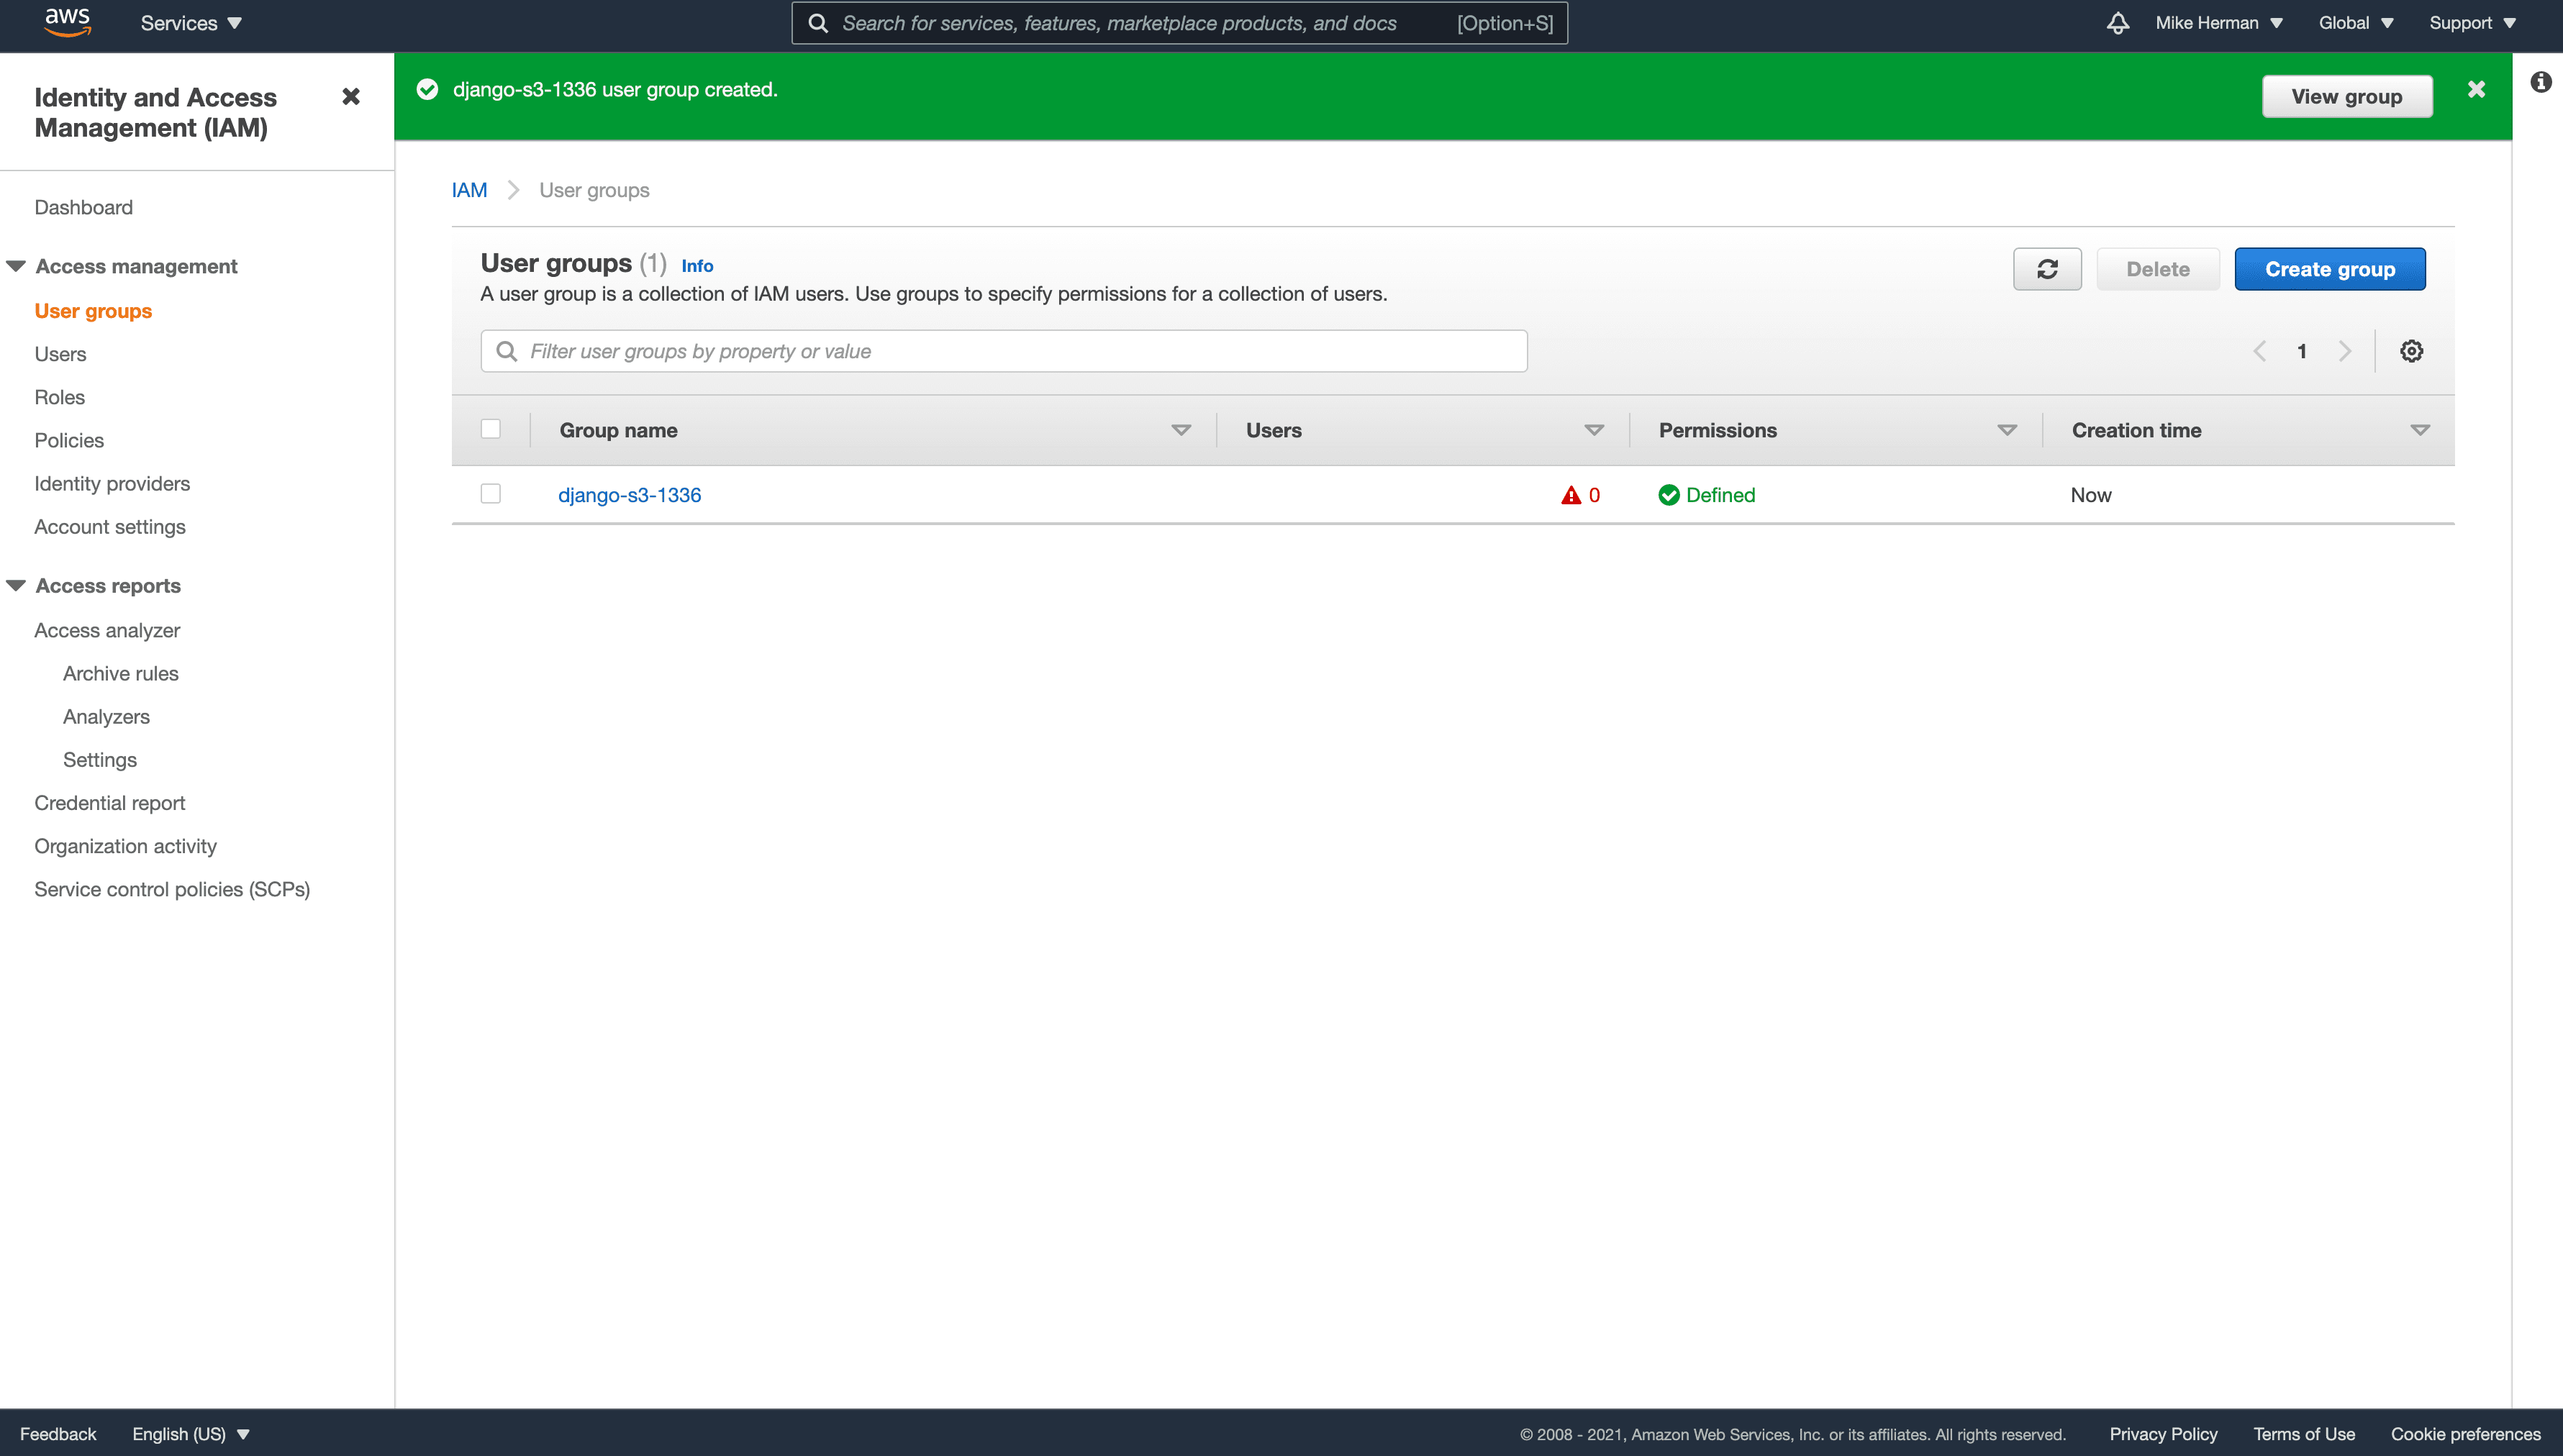 aws
Services
Search for services, features, marketplace products, and docs [Option+S]
Mike Herman
Global
Support
Identity and Access
Management (IAM)
Dashboard
Access management
User groups
Users
Roles
Policies
Identity providers
Account settings
Access reports
Access analyzer
Archive rules
Analyzers
Settings
Credential report
Organization activity
Service control policies (SCPs)
django-s3-1336 user group created.
View group
IAM
User groups
User groups (1) Info
A user group is a collection of IAM users. Use groups to specify permissions for a collection of users.
Delete
Create group
Filter user groups by property or value
1
Group name Users Permissions Creation time
django-s3-1336 0 Defined Now
Feedback
English (US)
© 2008 - 2021, Amazon Web Services, Inc. or its affiliates. All rights reserved.
Privacy Policy
Terms of Use
Cookie preferences